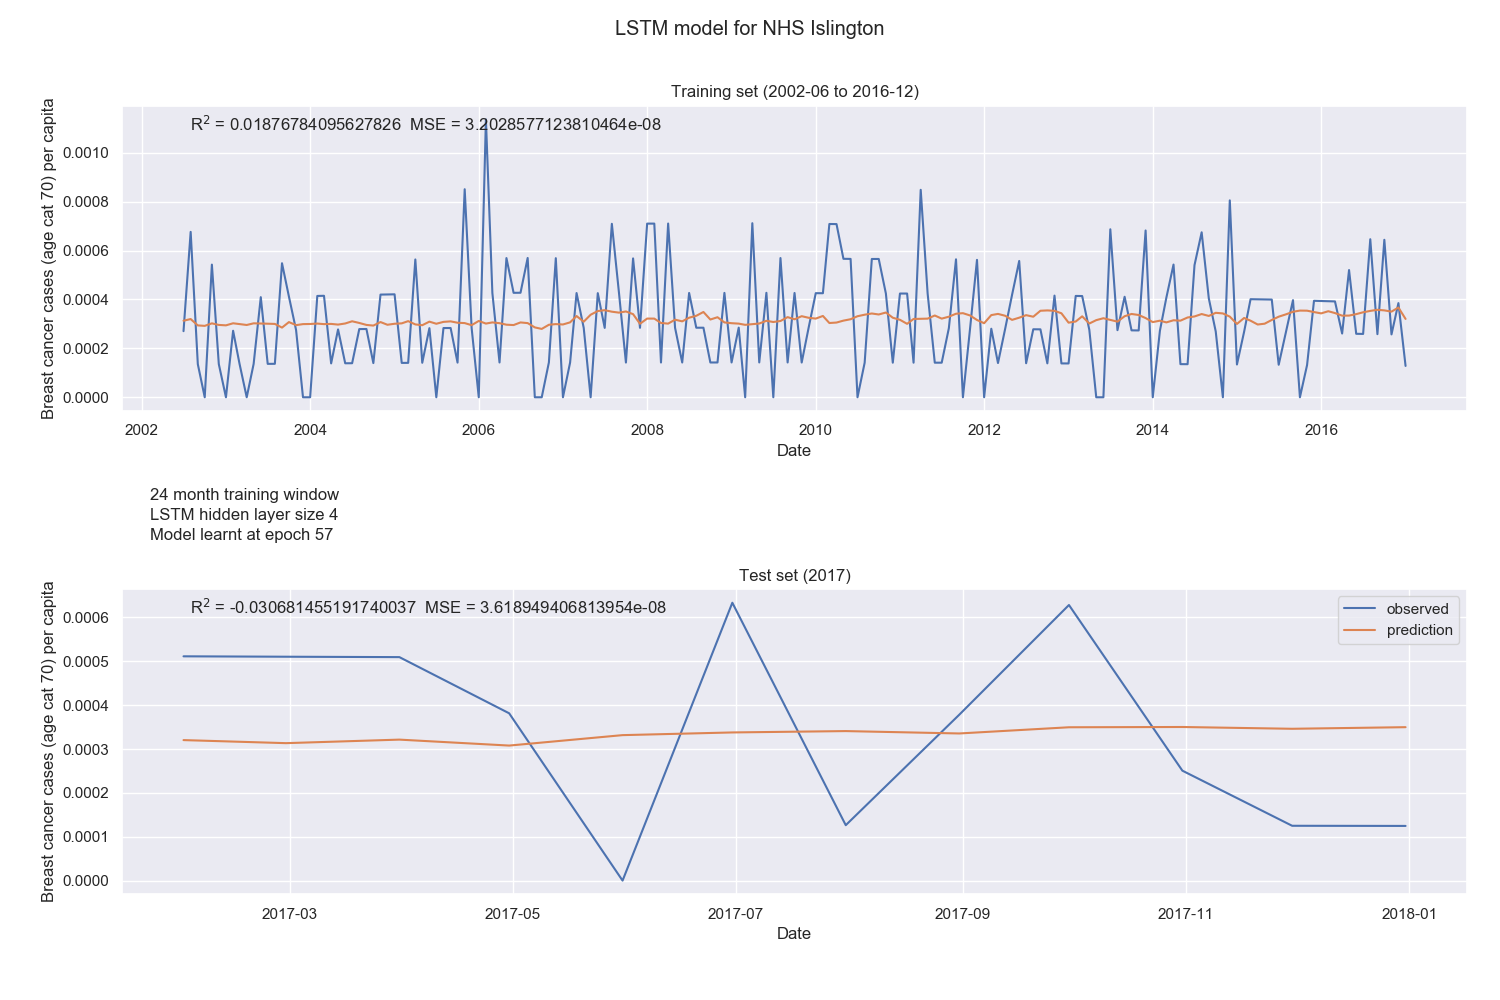 LSTM model for NHS Islington
Training set (2002-06 to 2016-12)
R² = 0.01876784095627826 MSE = 3.2028577123810464e-08
Breast cancer cases (age cat 70) per capita
0.0010
0.0008
0.0006
0.0004
0.0002
0.0000
2002 2004 2006 2008 2010 2012 2014 2016
Date
24 month training window
LSTM hidden layer size 4
Model learnt at epoch 57
Test set (2017)
R² = -0.030681455191740037 MSE = 3.618949406813954e-08
observed
prediction
Breast cancer cases (age cat 70) per capita
0.0006
0.0005
0.0004
0.0003
0.0002
0.0001
0.0000
2017-03 2017-05 2017-07 2017-09 2017-11 2018-01
Date